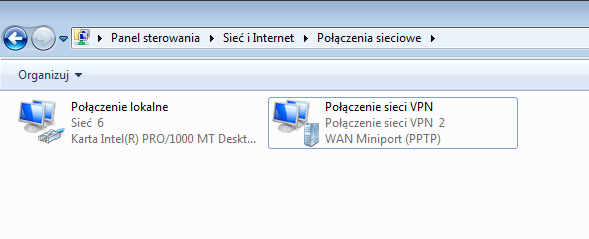 Panel sterowania Sieć i Internet Połączenia sieciowe
Organizuj
Połączenie lokalne
Sieć 6
Karta Intel(R) PRO/1000 MT Deskt...
Połączenie sieci VPN
Połączenie sieci VPN 2
WAN Miniport (PPTP)